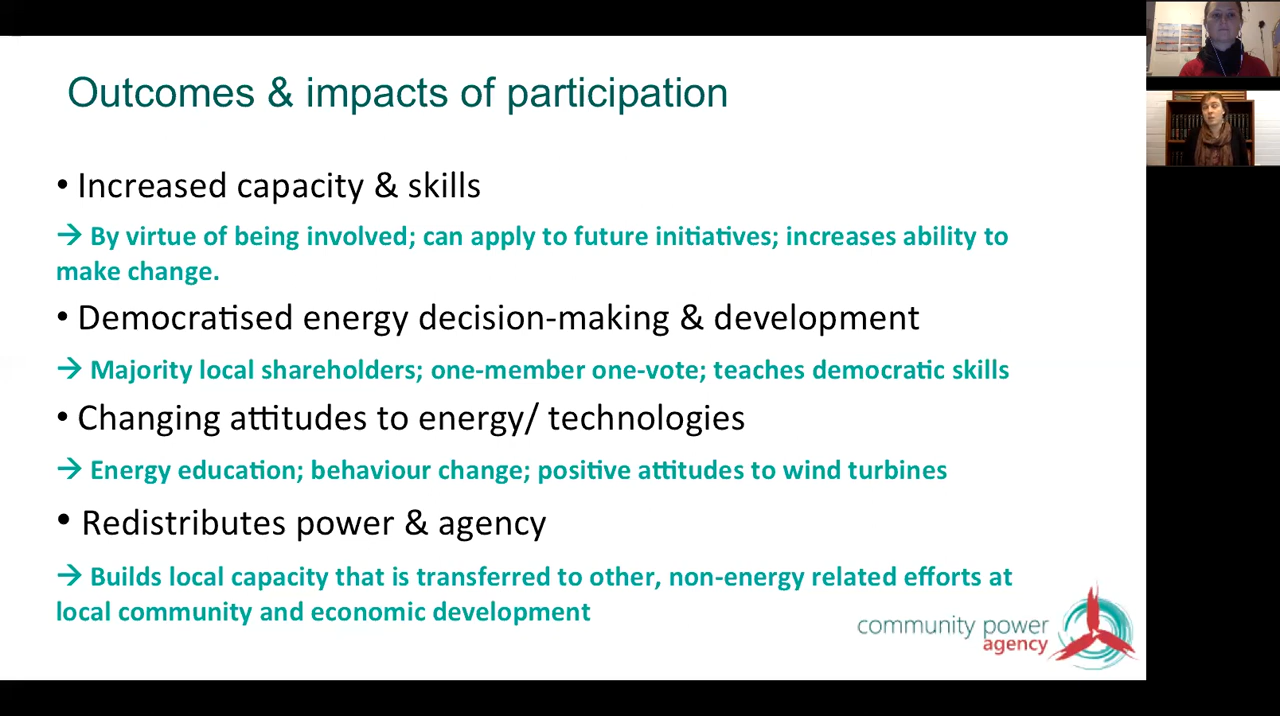 Outcomes & impacts of participation
• Increased capacity & skills
→ By virtue of being involved; can apply to future initiatives; increases ability to
make change.
• Democratised energy decision-making & development
→ Majority local shareholders; one-member one-vote; teaches democratic skills
• Changing attitudes to energy/ technologies
→ Energy education; behaviour change; positive attitudes to wind turbines
• Redistributes power & agency
→ Builds local capacity that is transferred to other, non-energy related efforts at
local community and economic development
community power
agency